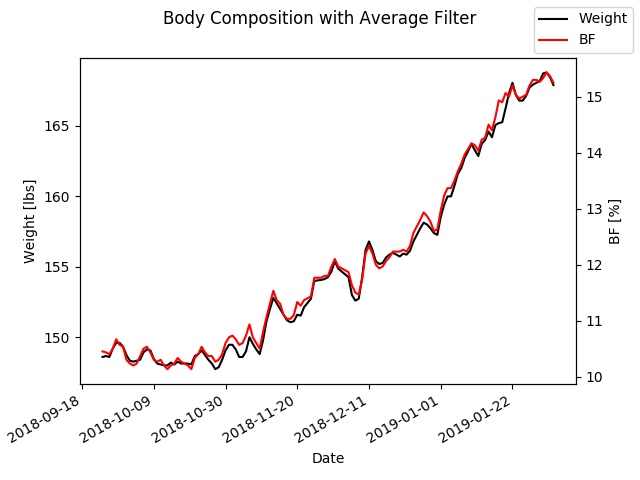 Body Composition with Average Filter
Weight
BF
Weight [lbs]
165
160
155
150
15
14
13
12
11
10
BF [%]
2018-09-18
2018-10-09
2018-10-30
2018-11-20
2018-12-11
2019-01-01
2019-01-22
Date